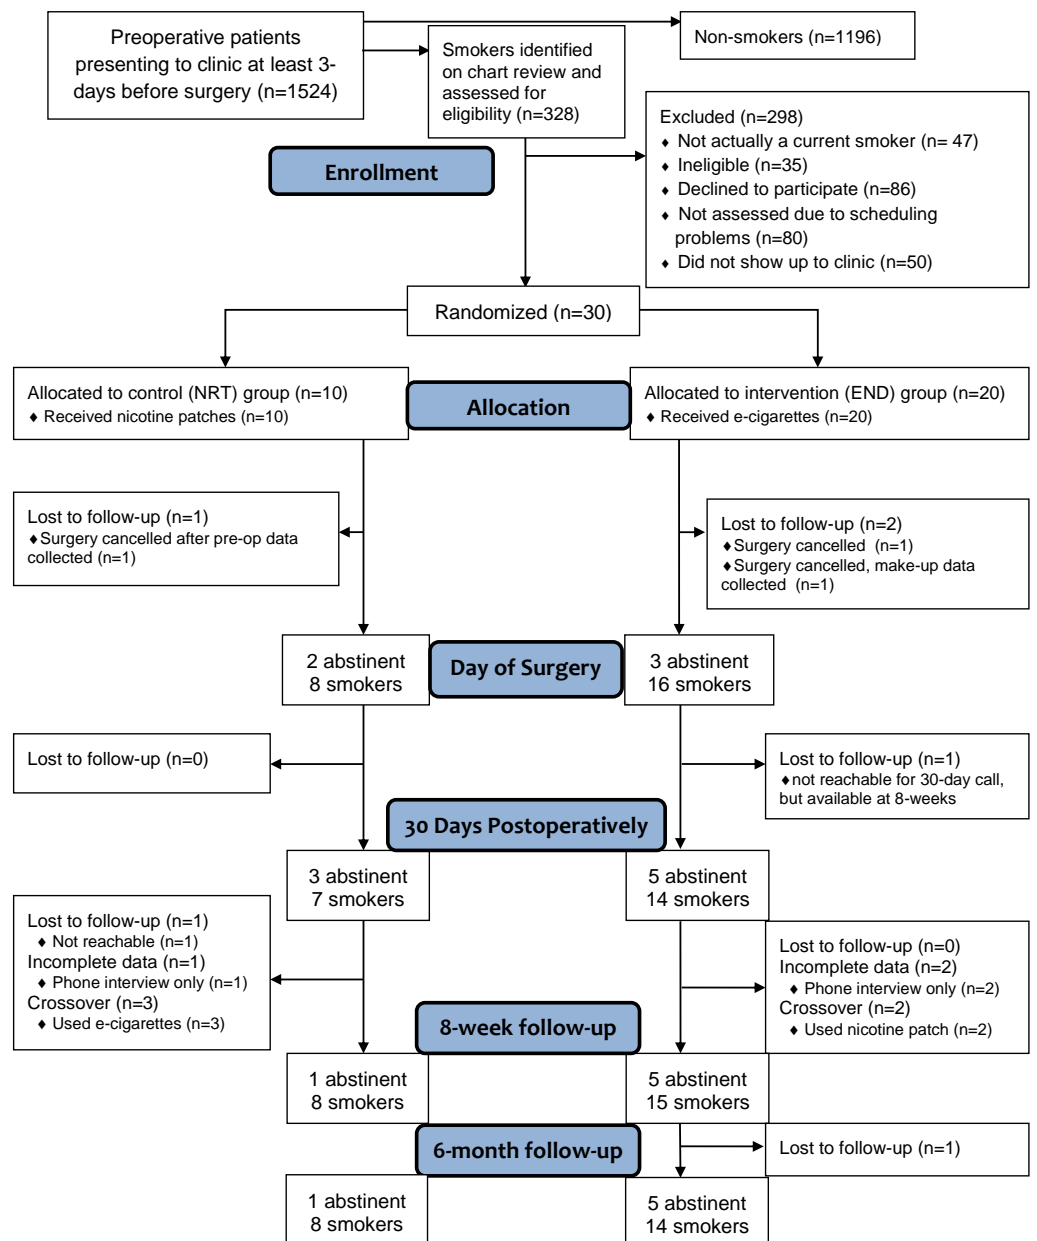 Preoperative patients
presenting to clinic at least 3-
days before surgery (n=1524)
Smokers identified
on chart review and
assessed for
eligibility (n=328)
Non-smokers (n=1196)
Excluded (n=298)
♦ Not actually a current smoker (n= 47)
♦ Ineligible (n=35)
♦ Declined to participate (n=86)
♦ Not assessed due to scheduling
problems (n=80)
♦ Did not show up to clinic (n=50)
Enrollment
Randomized (n=30)
Allocated to control (NRT) group (n=10)
♦ Received nicotine patches (n=10)
Allocation
Allocated to intervention (END) group (n=20)
♦ Received e-cigarettes (n=20)
Lost to follow-up (n=1)
♦Surgery cancelled after pre-op data
collected (n=1)
Lost to follow-up (n=2)
♦Surgery cancelled (n=1)
♦Surgery cancelled, make-up data
collected (n=1)
2 abstinent
8 smokers
Day of Surgery
3 abstinent
16 smokers
Lost to follow-up (n=0)
Lost to follow-up (n=1)
♦not reachable for 30-day call,
but available at 8-weeks
30 Days Postoperatively
3 abstinent
7 smokers
5 abstinent
14 smokers
Lost to follow-up (n=1)
♦ Not reachable (n=1)
Incomplete data (n=1)
♦ Phone interview only (n=1)
Crossover (n=3)
♦ Used e-cigarettes (n=3)
Lost to follow-up (n=0)
Incomplete data (n=2)
♦ Phone interview only (n=2)
Crossover (n=2)
♦ Used nicotine patch (n=2)
8-week follow-up
1 abstinent
8 smokers
5 abstinent
15 smokers
6-month follow-up
Lost to follow-up (n=1)
1 abstinent
8 smokers
5 abstinent
14 smokers